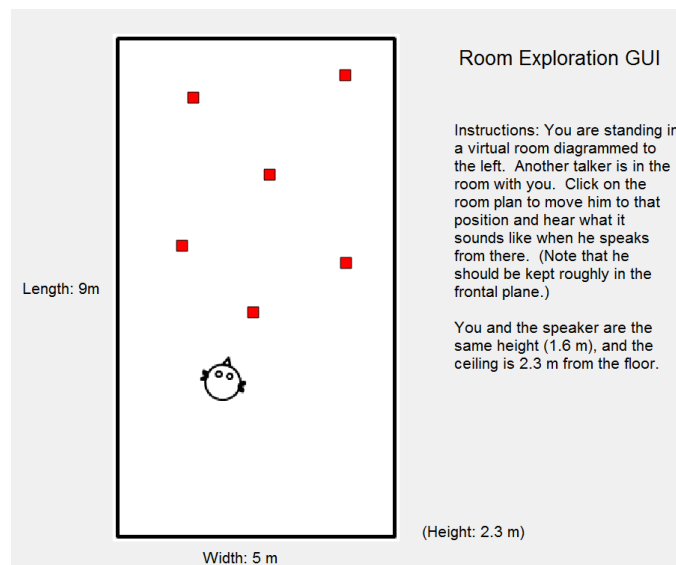 Room Exploration GUI
Instructions: You are standing in
a virtual room diagrammed to
the left.  Another talker is in the
room with you.  Click on the
room plan to move him to that
position and hear what it
sounds like when he speaks
from there.  (Note that he
should be kept roughly in the
frontal plane.)
You and the speaker are the
same height (1.6 m), and the
ceiling is 2.3 m from the floor.
Length: 9m
(Height: 2.3 m)
Width: 5 m